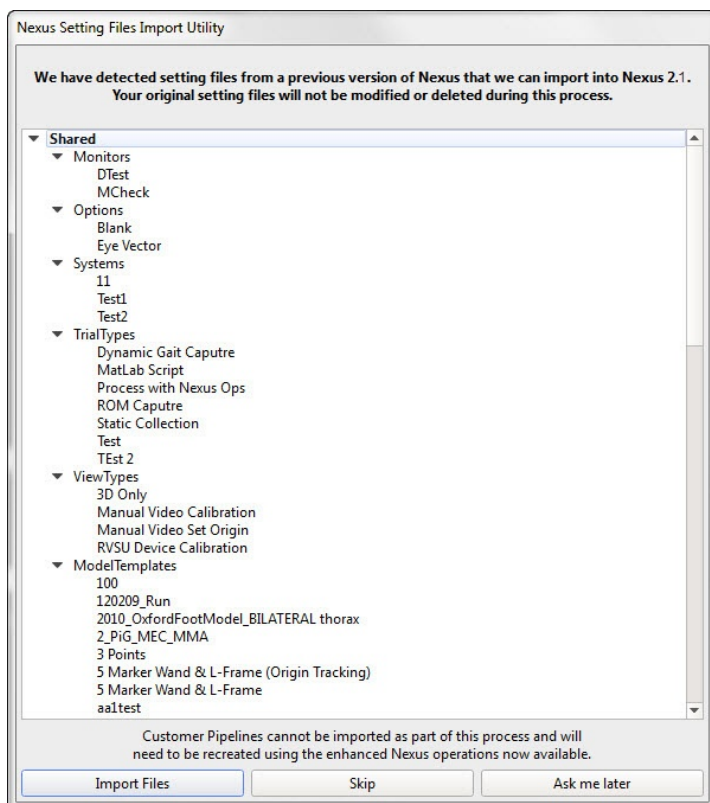 Nexus Setting Files Import Utility
We have detected setting files from a previous version of Nexus that we can import into Nexus 2.1.
Your original setting files will not be modified or deleted during this process.
Shared
Monitors
DTest
MCheck
Options
Blank
Eye Vector
Systems
11
Test1
Test2
TrialTypes
Dynamic Gait Caputre
MatLab Script
Process with Nexus Ops
ROM Caputre
Static Collection
Test
TEst 2
ViewTypes
3D Only
Manual Video Calibration
Manual Video Set Origin
RVSU Device Calibration
ModelTemplates
100
120209_Run
2010_OxfordFootModel_BILATERAL thorax
2_PiG_MEC_MMA
3 Points
5 Marker Wand & L-Frame (Origin Tracking)
5 Marker Wand & L-Frame
aa1test
Customer Pipelines cannot be imported as part of this process and will
need to be recreated using the enhanced Nexus operations now available.
Import Files Skip Ask me later